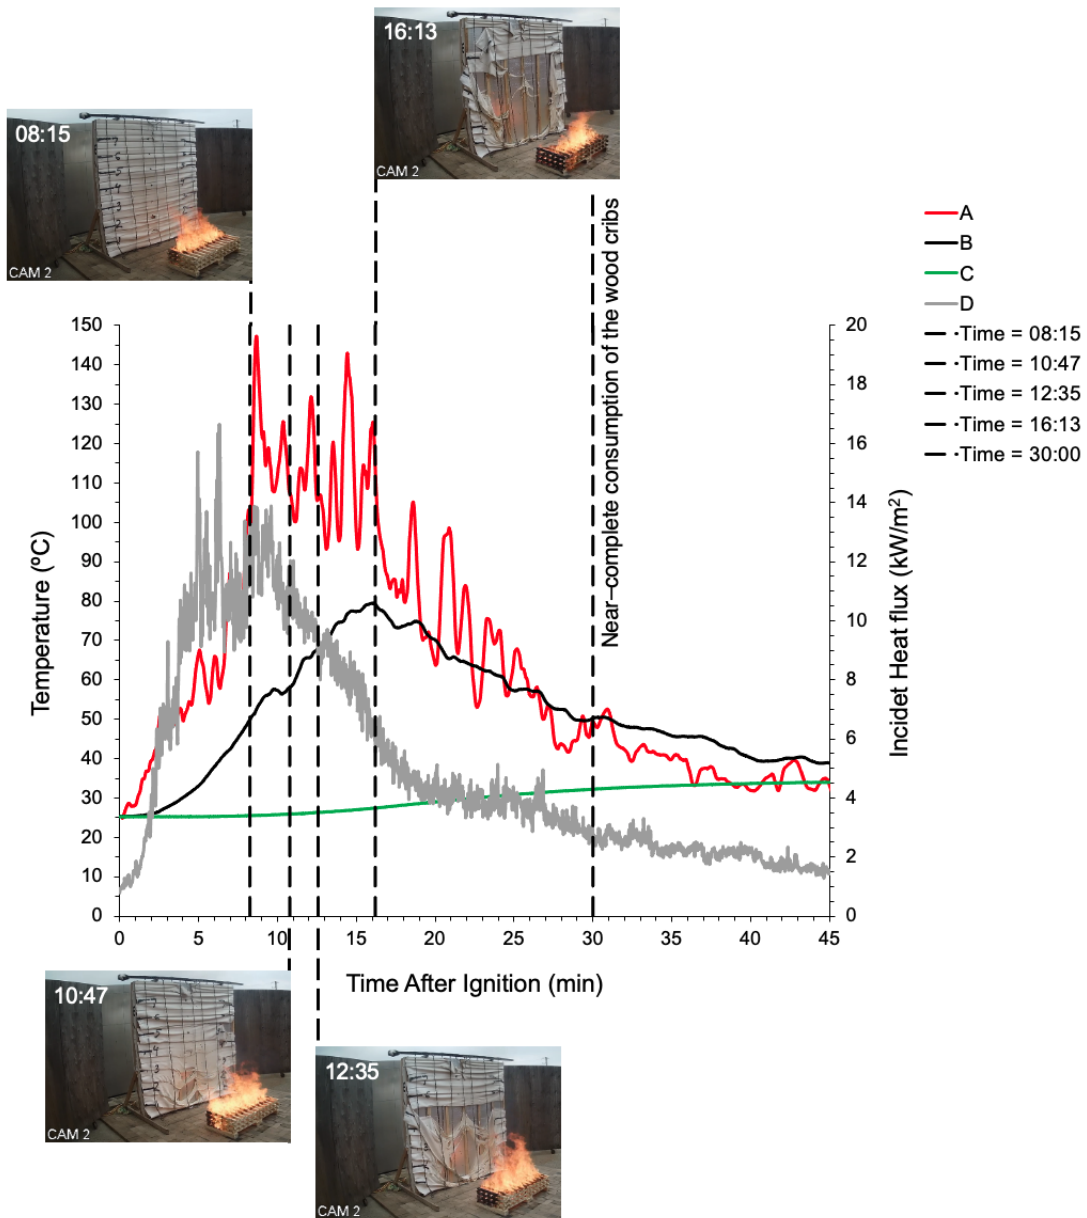 16:13
CAM 2
08:15
CAM 2
Near–complete consumption of the wood cribs
A
B
C
D
Time = 08:15
Time = 10:47
Time = 12:35
Time = 16:13
Time = 30:00
150
140
130
120
110
100
90
80
70
60
50
40
30
20
10
0
Temperature (ºC)
20
18
16
14
12
10
8
6
4
2
0
Incidet Heat flux (kW/m²)
0 5 10 15 20 25 30 35 40 45
Time After Ignition (min)
10:47
CAM 2
12:35
CAM 2